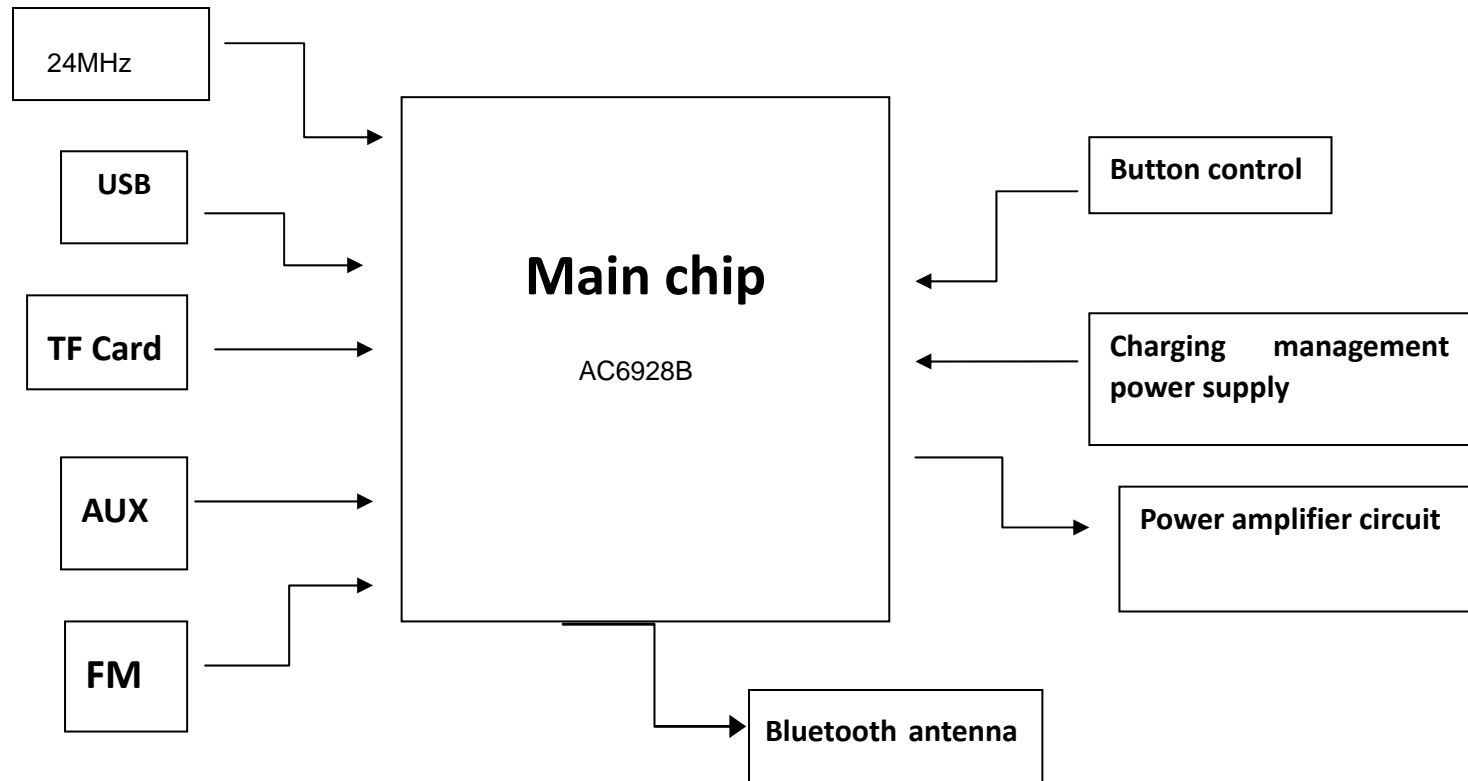 24MHz
USB
TF Card
AUX
FM
Main chip
AC6928B
Button control
Charging management
power supply
Power amplifier circuit
Bluetooth antenna